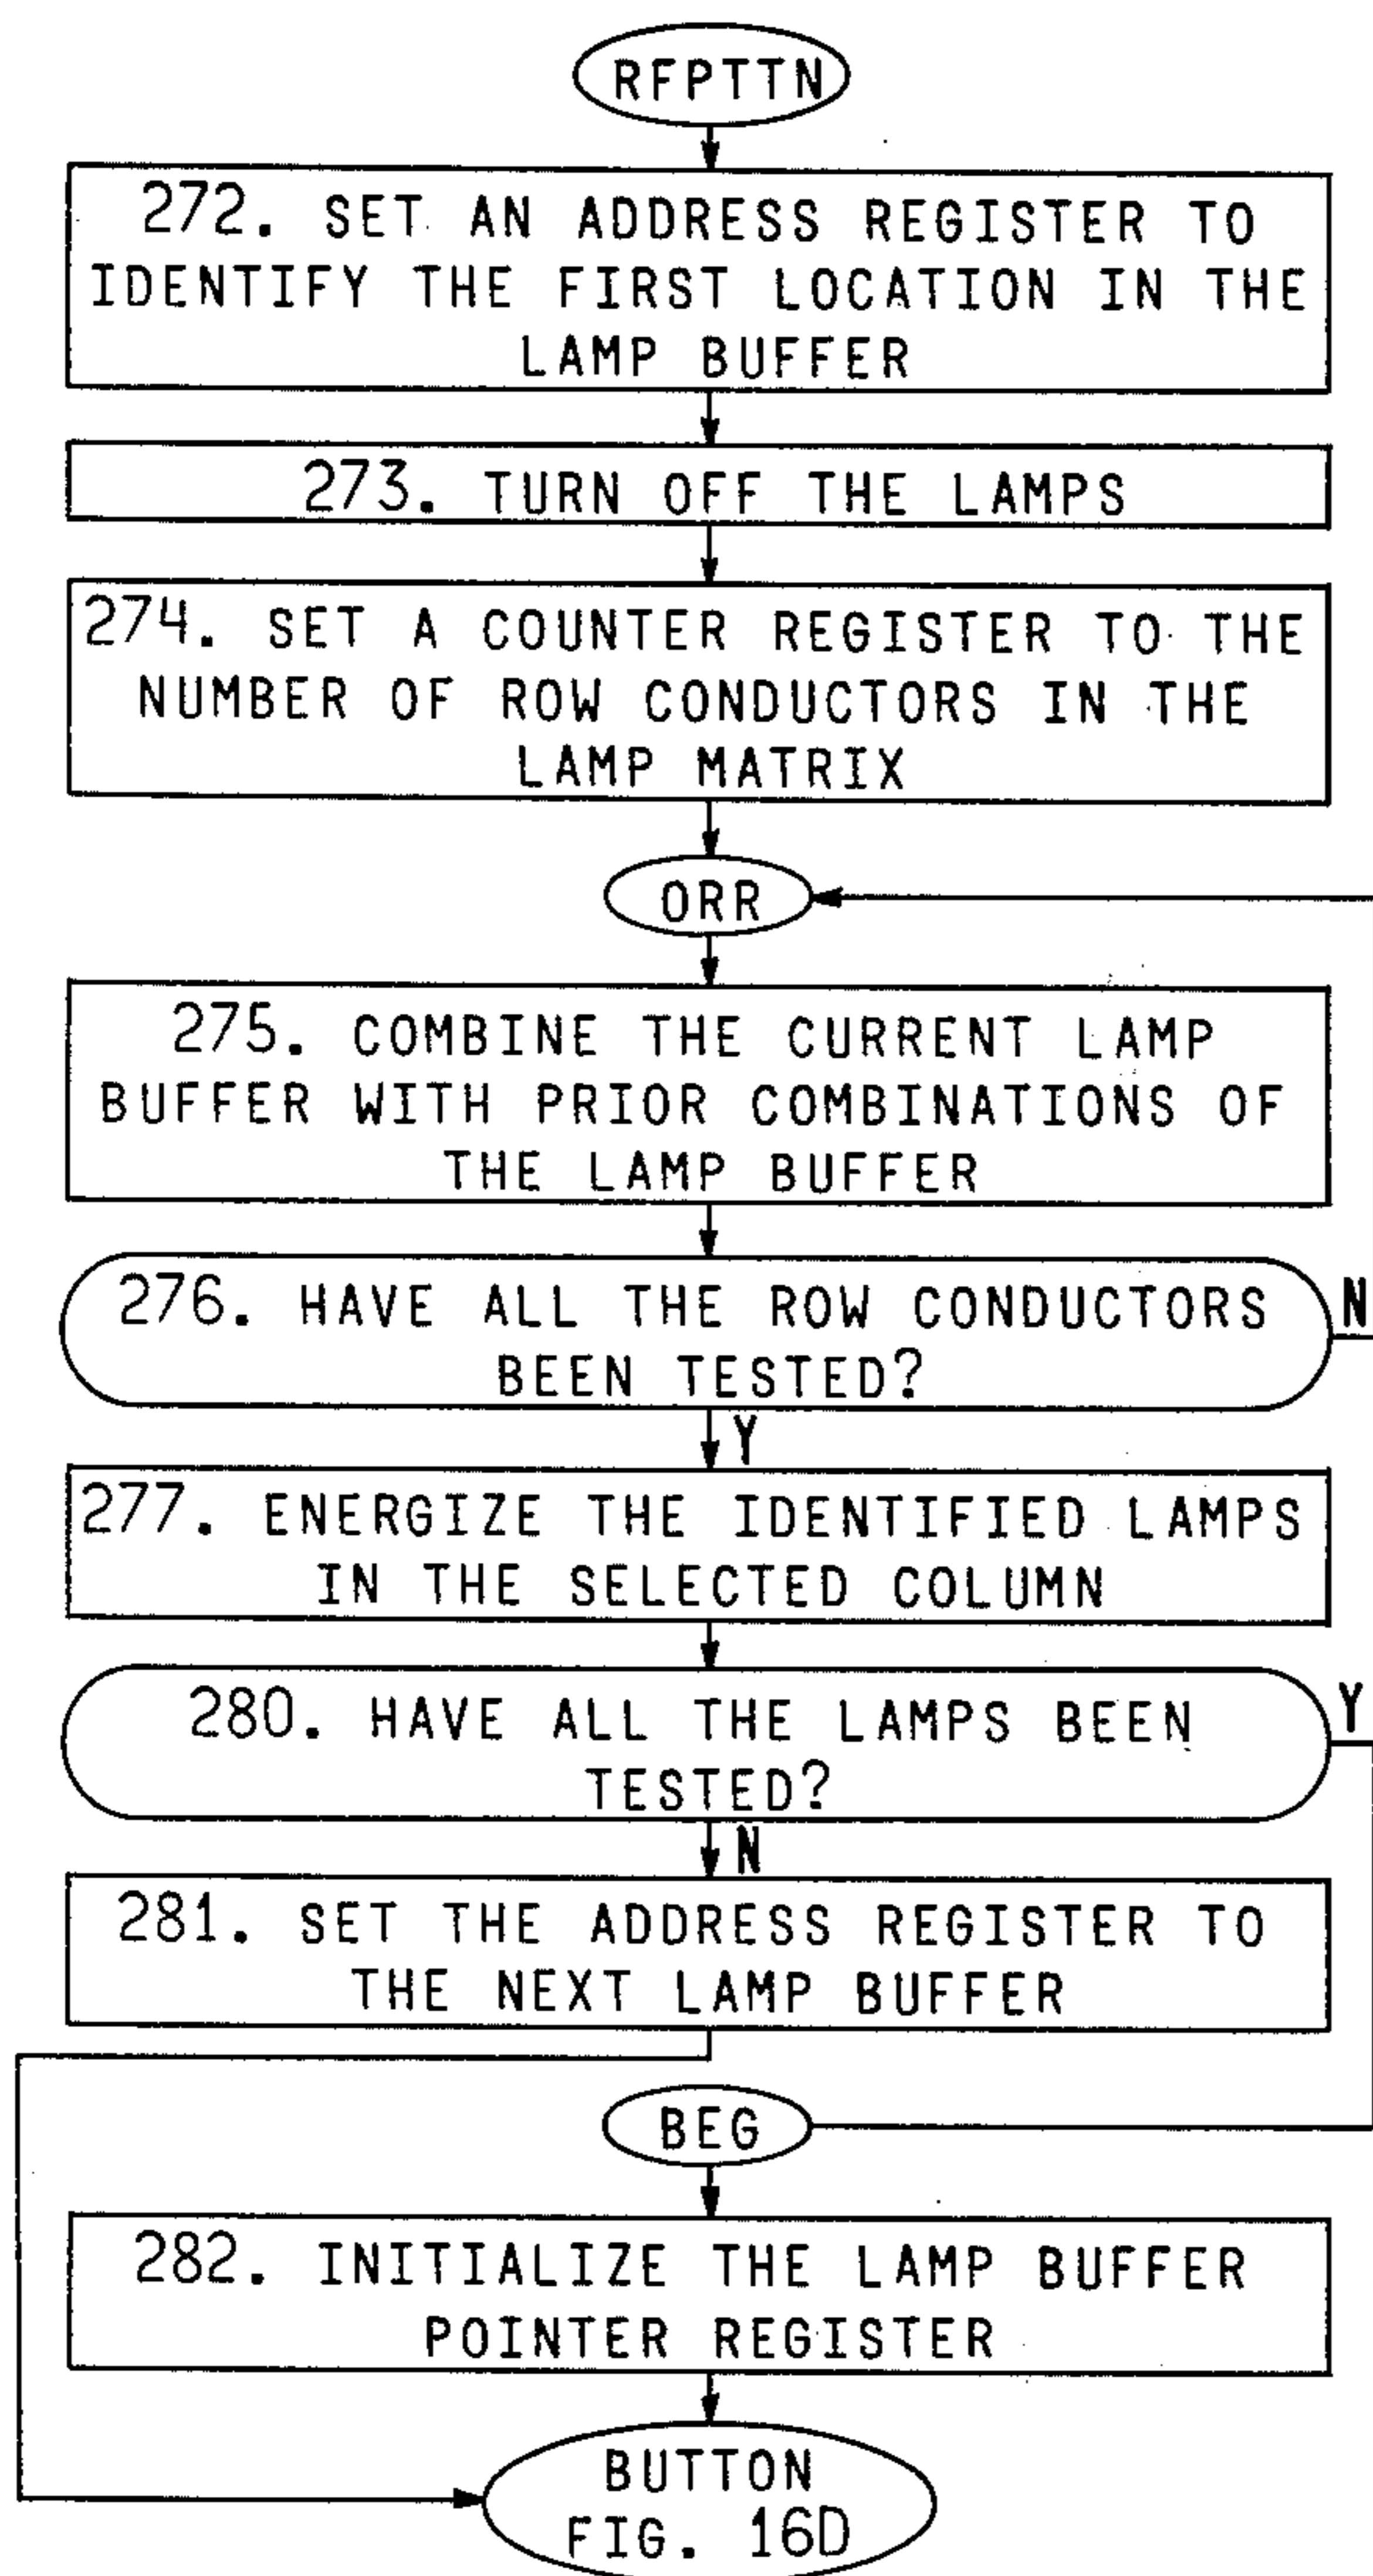 RFPTTN
272. SET AN ADDRESS REGISTER TO
IDENTIFY THE FIRST LOCATION IN THE
LAMP BUFFER
273. TURN OFF THE LAMPS
274. SET A COUNTER REGISTER TO THE
NUMBER OF ROW CONDUCTORS IN THE
LAMP MATRIX
ORR
275. COMBINE THE CURRENT LAMP
BUFFER WITH PRIOR COMBINATIONS OF
THE LAMP BUFFER
276. HAVE ALL THE ROW CONDUCTORS
BEEN TESTED?
N
Y
277. ENERGIZE THE IDENTIFIED LAMPS
IN THE SELECTED COLUMN
280. HAVE ALL THE LAMPS BEEN
TESTED?
Y
N
281. SET THE ADDRESS REGISTER TO
THE NEXT LAMP BUFFER
BEG
282. INITIALIZE THE LAMP BUFFER
POINTER REGISTER
BUTTON
FIG. 16D